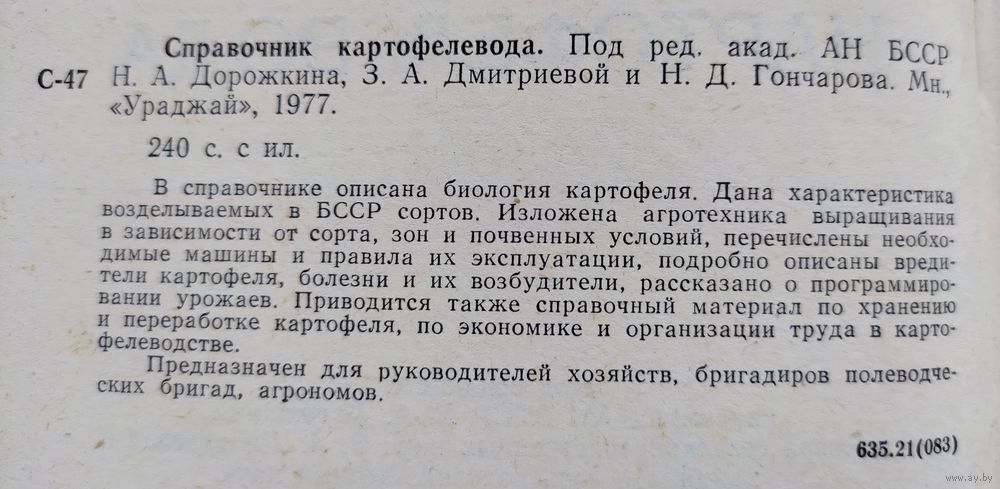 Справочник картофелевода. Под ред. акад. АН БССР
С-47 Н. А. Дорожкина, З. А. Дмитриевой и Н. Д. Гончарова. Мн.,
«Ураджай», 1977.
240 с. с ил.
В справочнике описана биология картофеля. Дана характеристика
возделываемых в БССР сортов. Изложена агротехника выращивания
в зависимости от сорта, зон и почвенных условий, перечислены необхо-
димые машины и правила их эксплуатации, подробно описаны вреди-
тели картофеля, болезни и их возбудители, рассказано о программиро-
вании урожаев. Приводится также справочный материал по хранению
и переработке картофеля, по экономике и организации труда в карто-
фелеводстве.
Предназначен для руководителей хозяйств, бригадиров полеводче-
ских бригад, агрономов.
635.21(083)
www.ay.by